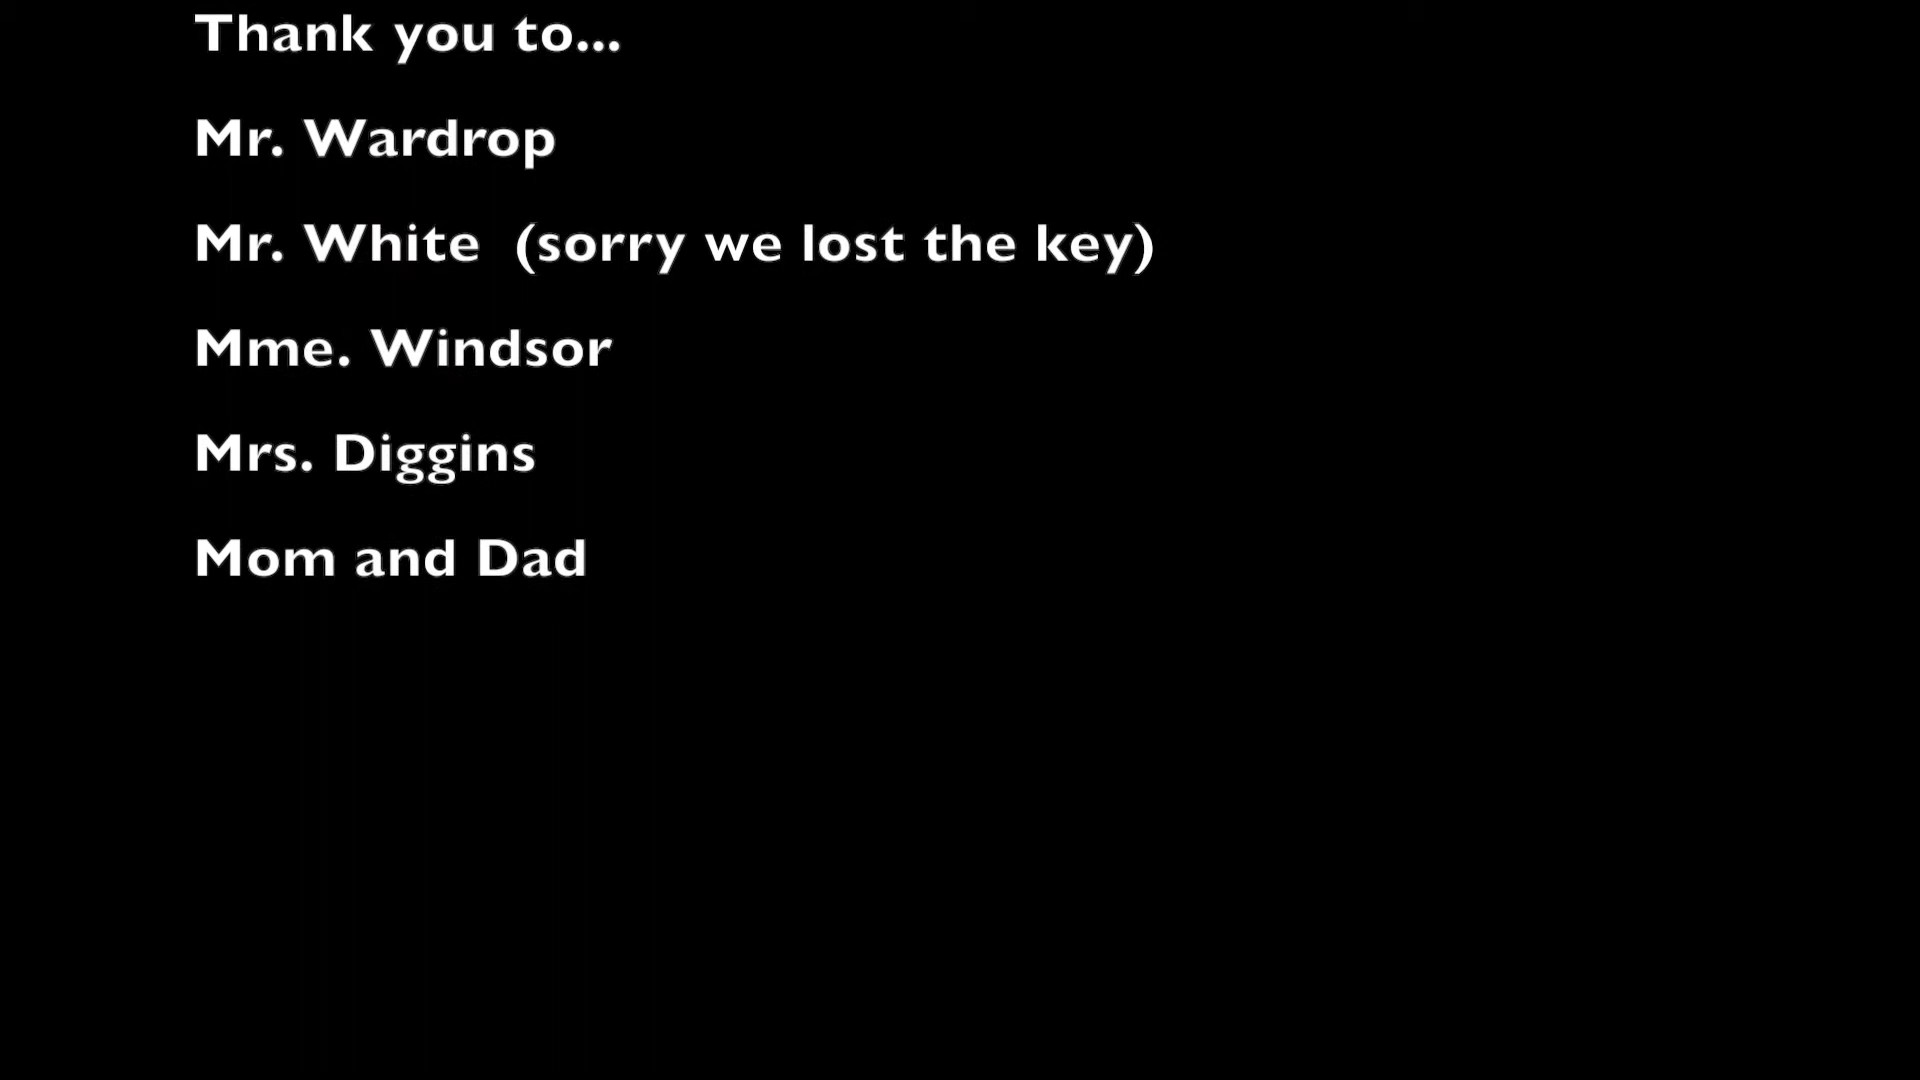 Thank you to...
Mr. Wardrop
Mr. White  (sorry we lost the key)
Mme. Windsor
Mrs. Diggins
Mom and Dad